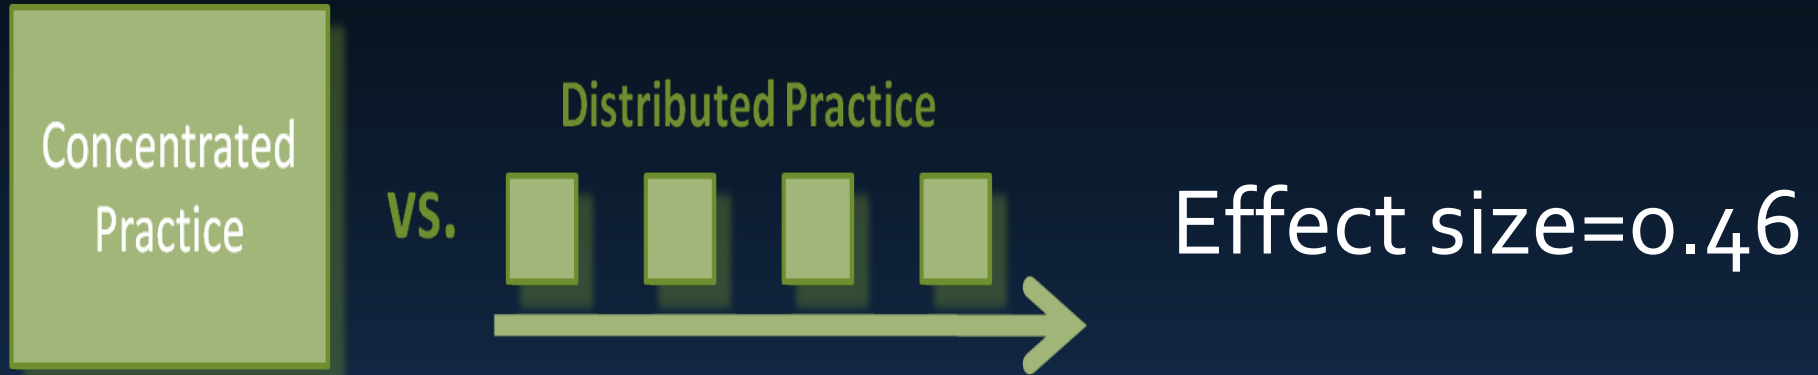 Concentrated
Practice
vs.
Distributed Practice
Effect size=0.46